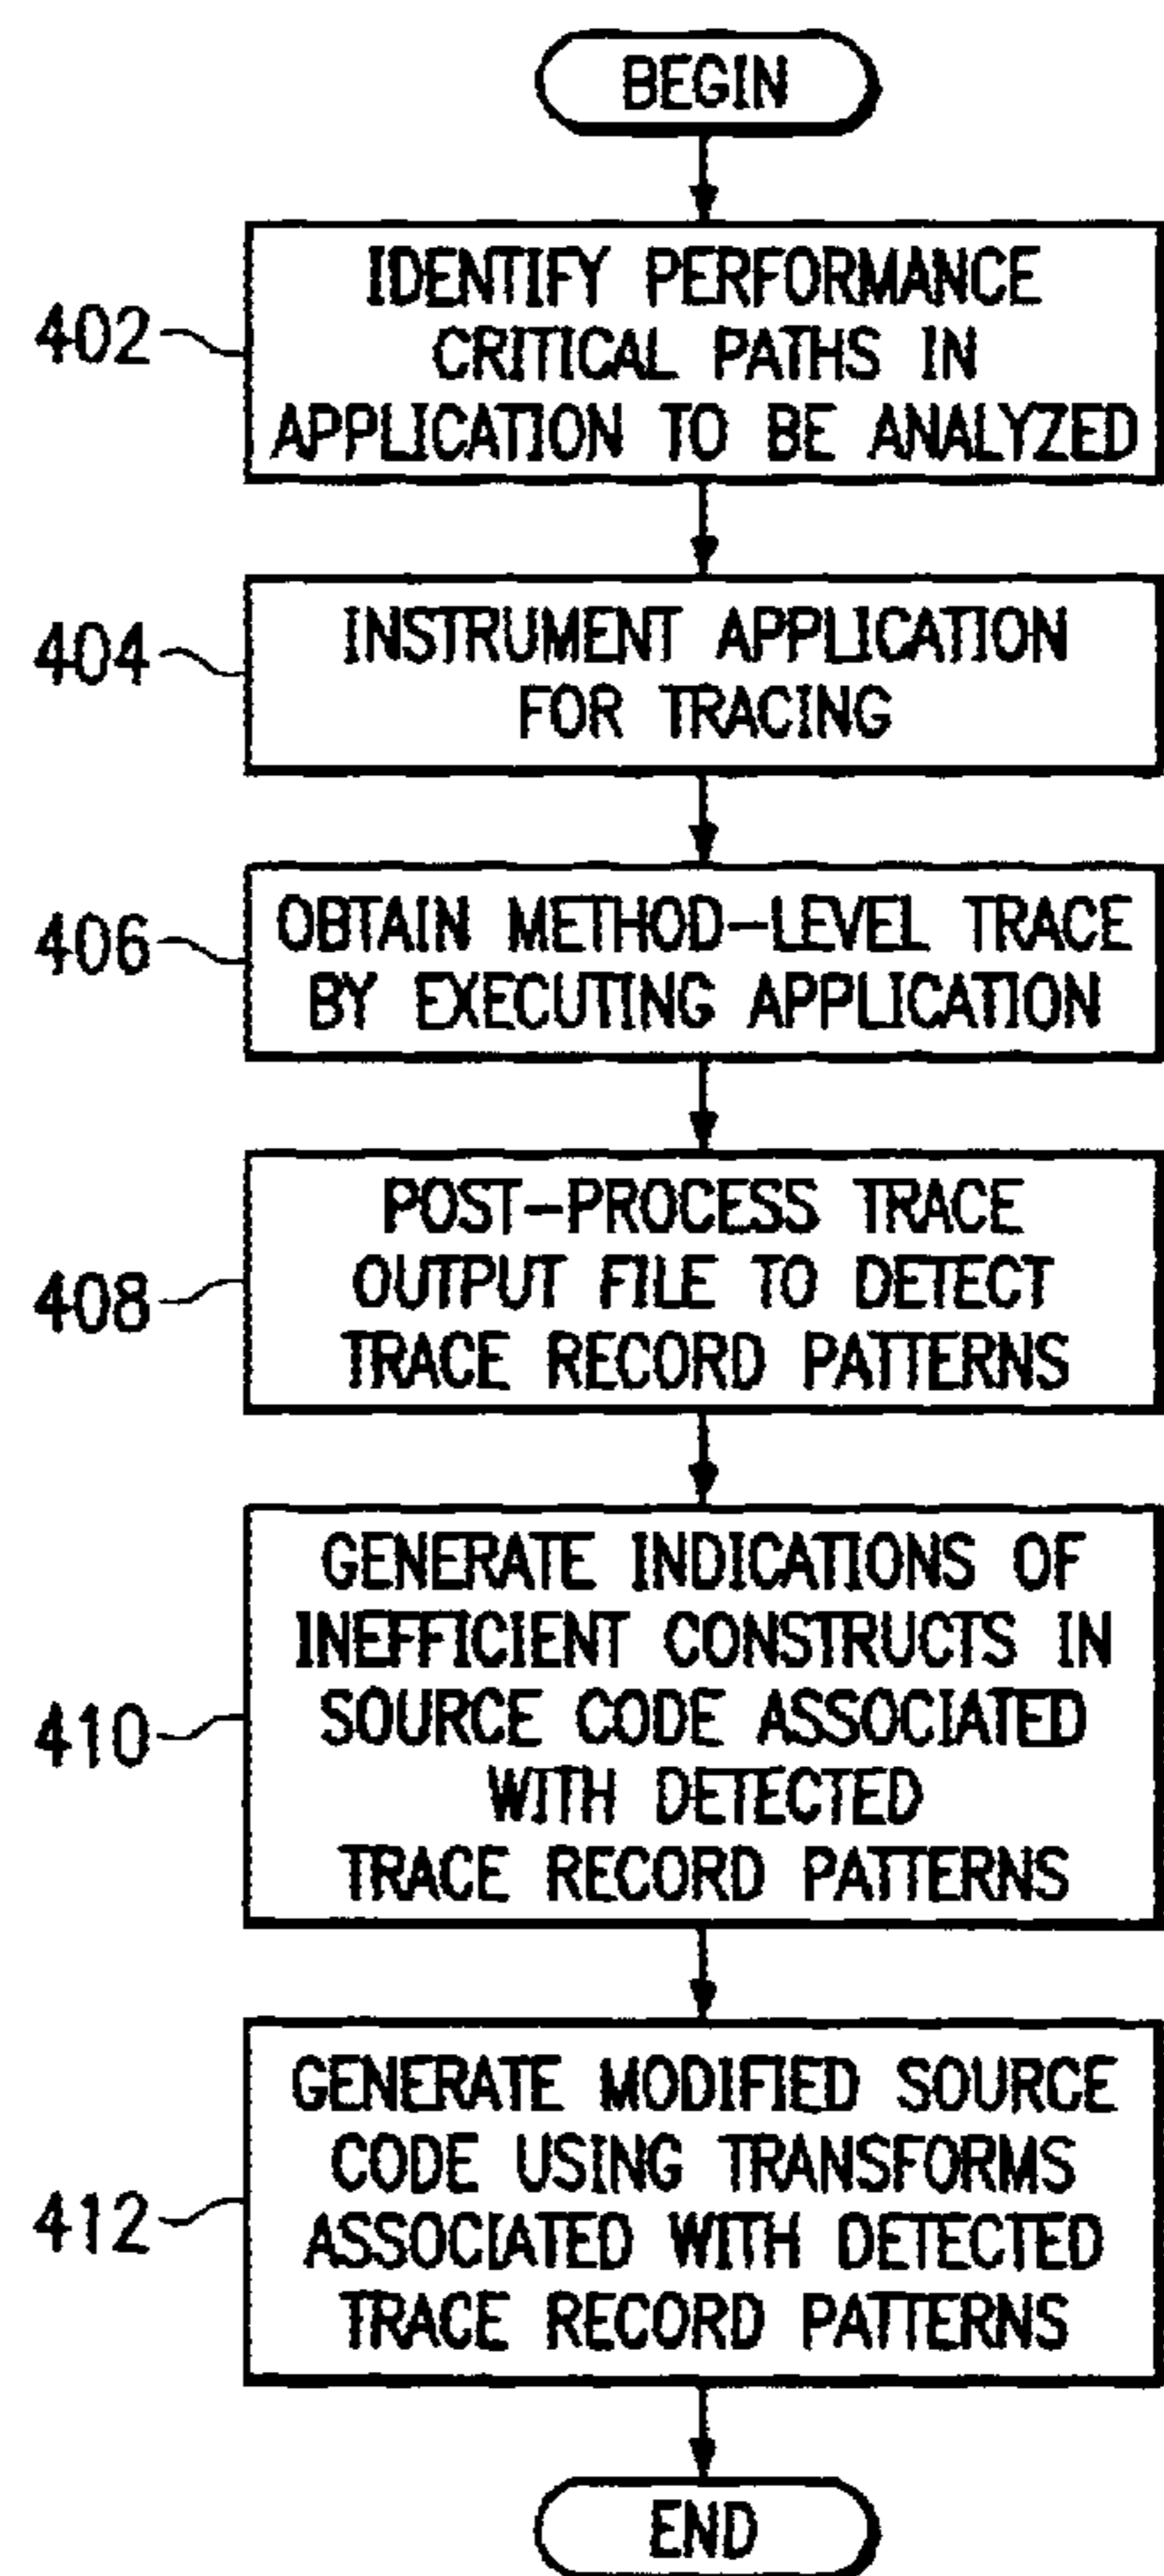 BEGIN
402
IDENTIFY PERFORMANCE
CRITICAL PATHS IN
APPLICATION TO BE ANALYZED
404
INSTRUMENT APPLICATION
FOR TRACING
406
OBTAIN METHOD-LEVEL TRACE
BY EXECUTING APPLICATION
408
POST-PROCESS TRACE
OUTPUT FILE TO DETECT
TRACE RECORD PATTERNS
410
GENERATE INDICATIONS OF
INEFFICIENT CONSTRUCTS IN
SOURCE CODE ASSOCIATED
WITH DETECTED
TRACE RECORD PATTERNS
412
GENERATE MODIFIED SOURCE
CODE USING TRANSFORMS
ASSOCIATED WITH DETECTED
TRACE RECORD PATTERNS
END